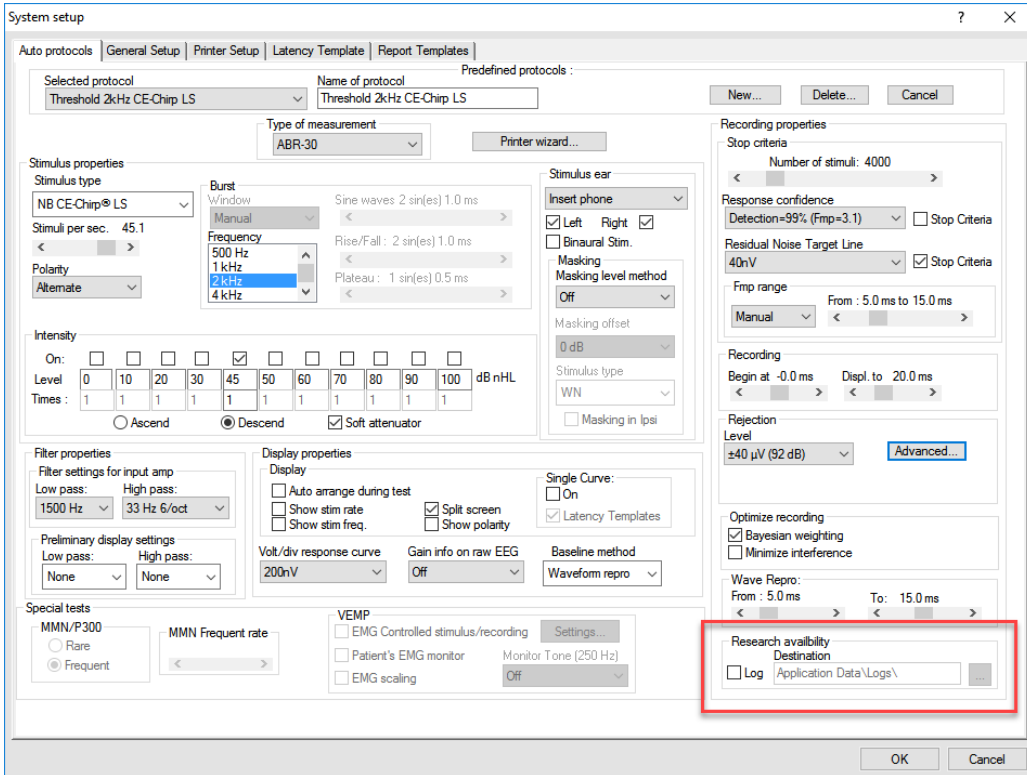 System setup
?
Auto protocols
General Setup
Printer Setup
Latency Template
Report Templates
Predefined protocols :
Selected protocol
Name of protocol
Threshold 2kHz CE-Chirp LS
Threshold 2kHz CE-Chirp LS
New...
Delete...
Cancel
Type of measurement
ABR-30
Printer wizard...
Stimulus properties
Stimulus type
NB CE-Chirp® LS
Stimuli per sec. 45.1
Polarity
Alternate
Burst
Window
Manual
Frequency
500 Hz
1 kHz
2 kHz
4 kHz
Sine waves 2 sin(es) 1.0 ms
Rise/Fall : 2 sin(es) 1.0 ms
Plateau : 1 sin(es) 0.5 ms
Stimulus ear
Insert phone
Left Right
Binaural Stim.
Masking
Masking level method
Off
Masking offset
0 dB
Stimulus type
WN
Masking in Ipsi
Intensity
On:
Level 0 10 20 30 45 50 60 70 80 90 100 dB nHL
Times : 1 1 1 1 1 1 1 1 1 1 1
Ascend Descend Soft attenuator
Filter properties
Filter settings for input amp
Low pass: High pass:
1500 Hz 33 Hz 6/oct
Preliminary display settings
Low pass: High pass:
None None
Display properties
Display
Auto arrange during test
Show stim rate
Show stim freq.
Split screen
Show polarity
Single Curve:
On
Latency Templates
Volt/div response curve
200nV
Gain info on raw EEG
Off
Baseline method
Waveform repro
Special tests
MMN/P300
Rare
Frequent
MMN Frequent rate
VEMP
EMG Controlled stimulus/recording
Settings...
Patient's EMG monitor
EMG scaling
Monitor Tone (250 Hz)
Off
Recording properties
Stop criteria
Number of stimuli: 4000
Response confidence
Detection=99% (Fmp=3.1)
Stop Criteria
Residual Noise Target Line
40nV
Stop Criteria
Fmp range
Manual
From : 5.0 ms to 15.0 ms
Recording
Begin at -0.0 ms Displ. to 20.0 ms
Rejection
Level
±40 µV (92 dB)
Advanced...
Optimize recording
Bayesian weighting
Minimize interference
Wave Repro:
From : 5.0 ms To: 15.0 ms
Research availbility
Destination
Log Application Data\Logs\
...
OK
Cancel